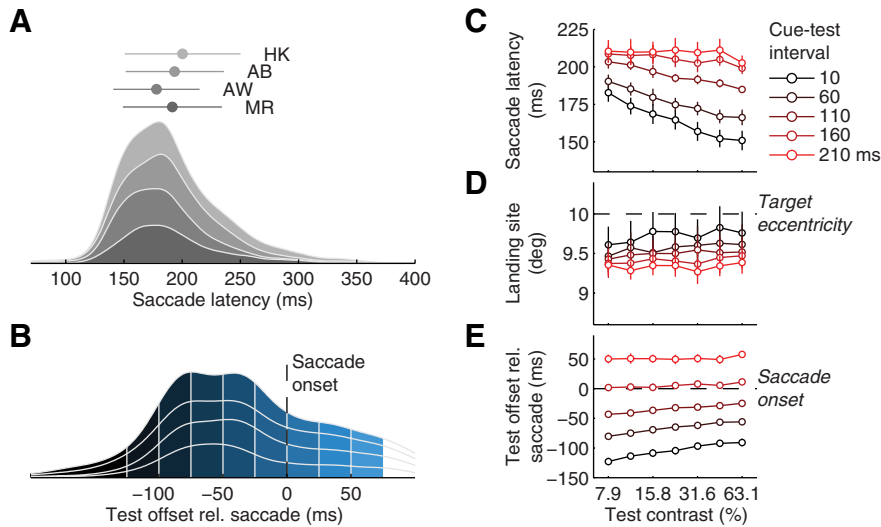 A
HK
AB
AW
MR
100 150 200 250 300 350 400
Saccade latency (ms)
B
Saccade
onset
−100 −50 0 50
Test offset rel. saccade (ms)
C
225
200
175
150
Saccade latency
(ms)
Cue-test
interval
10
60
110
160
210 ms
D
10
9.5
9
Landing site
(deg)
Target
eccentricity
E
50
0
−50
−100
−150
Test offset rel.
saccade (ms)
Saccade
onset
7.9 15.8 31.6 63.1
Test contrast (%)